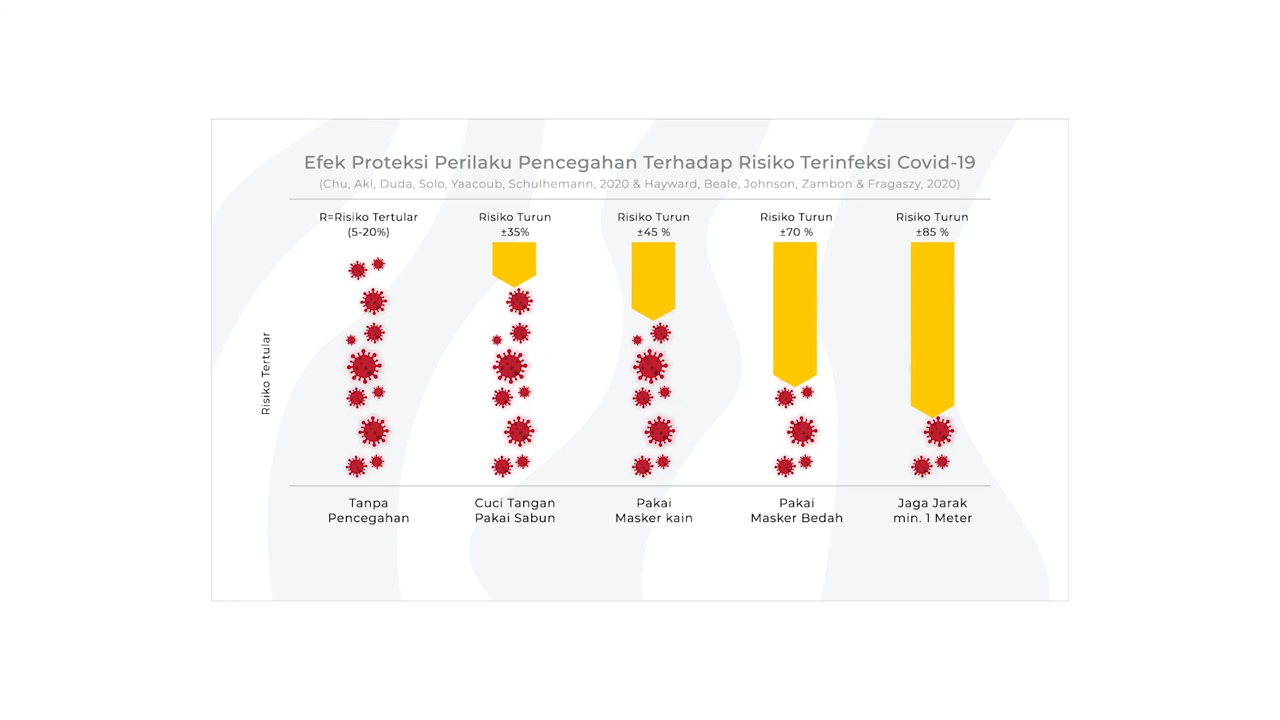 Efek Proteksi Perilaku Pencegahan Terhadap Risiko Terinfeksi Covid-19
(Chu, Akl, Duda, Solo, Yaacoub, Schulhemann, 2020 & Hayward, Beale, Johnson, Zambon & Fragaszy, 2020)
R=Risiko Tertular
(5-20%)
Risiko Turun
±35%
Risiko Turun
±45 %
Risiko Turun
±70 %
Risiko Turun
±85 %
Risiko Tertular
Tanpa
Pencegahan
Cuci Tangan
Pakai Sabun
Pakai
Masker kain
Pakai
Masker Bedah
Jaga Jarak
min. 1 Meter